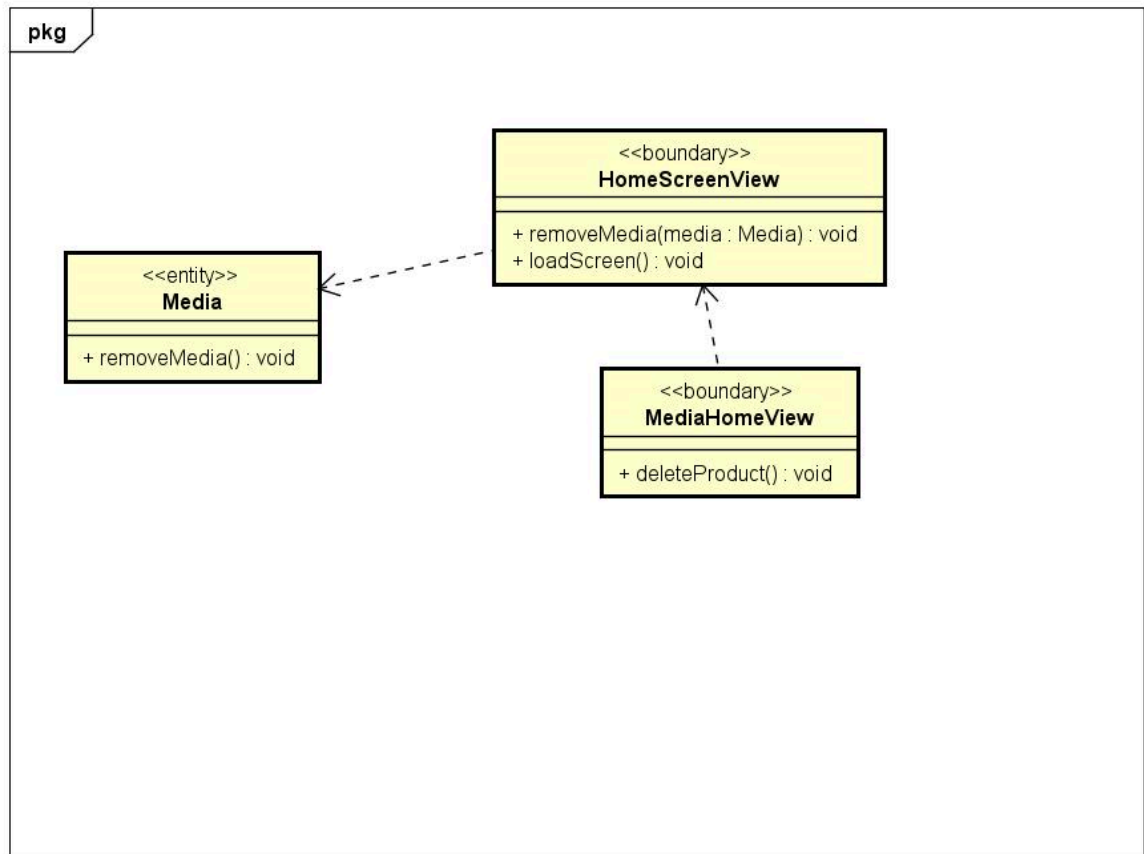 pkg
<<boundary>>
HomeScreenView
+ removeMedia(media : Media) : void
+ loadScreen() : void
<<entity>>
Media
+ removeMedia() : void
<<boundary>>
MediaHomeView
+ deleteProduct() : void